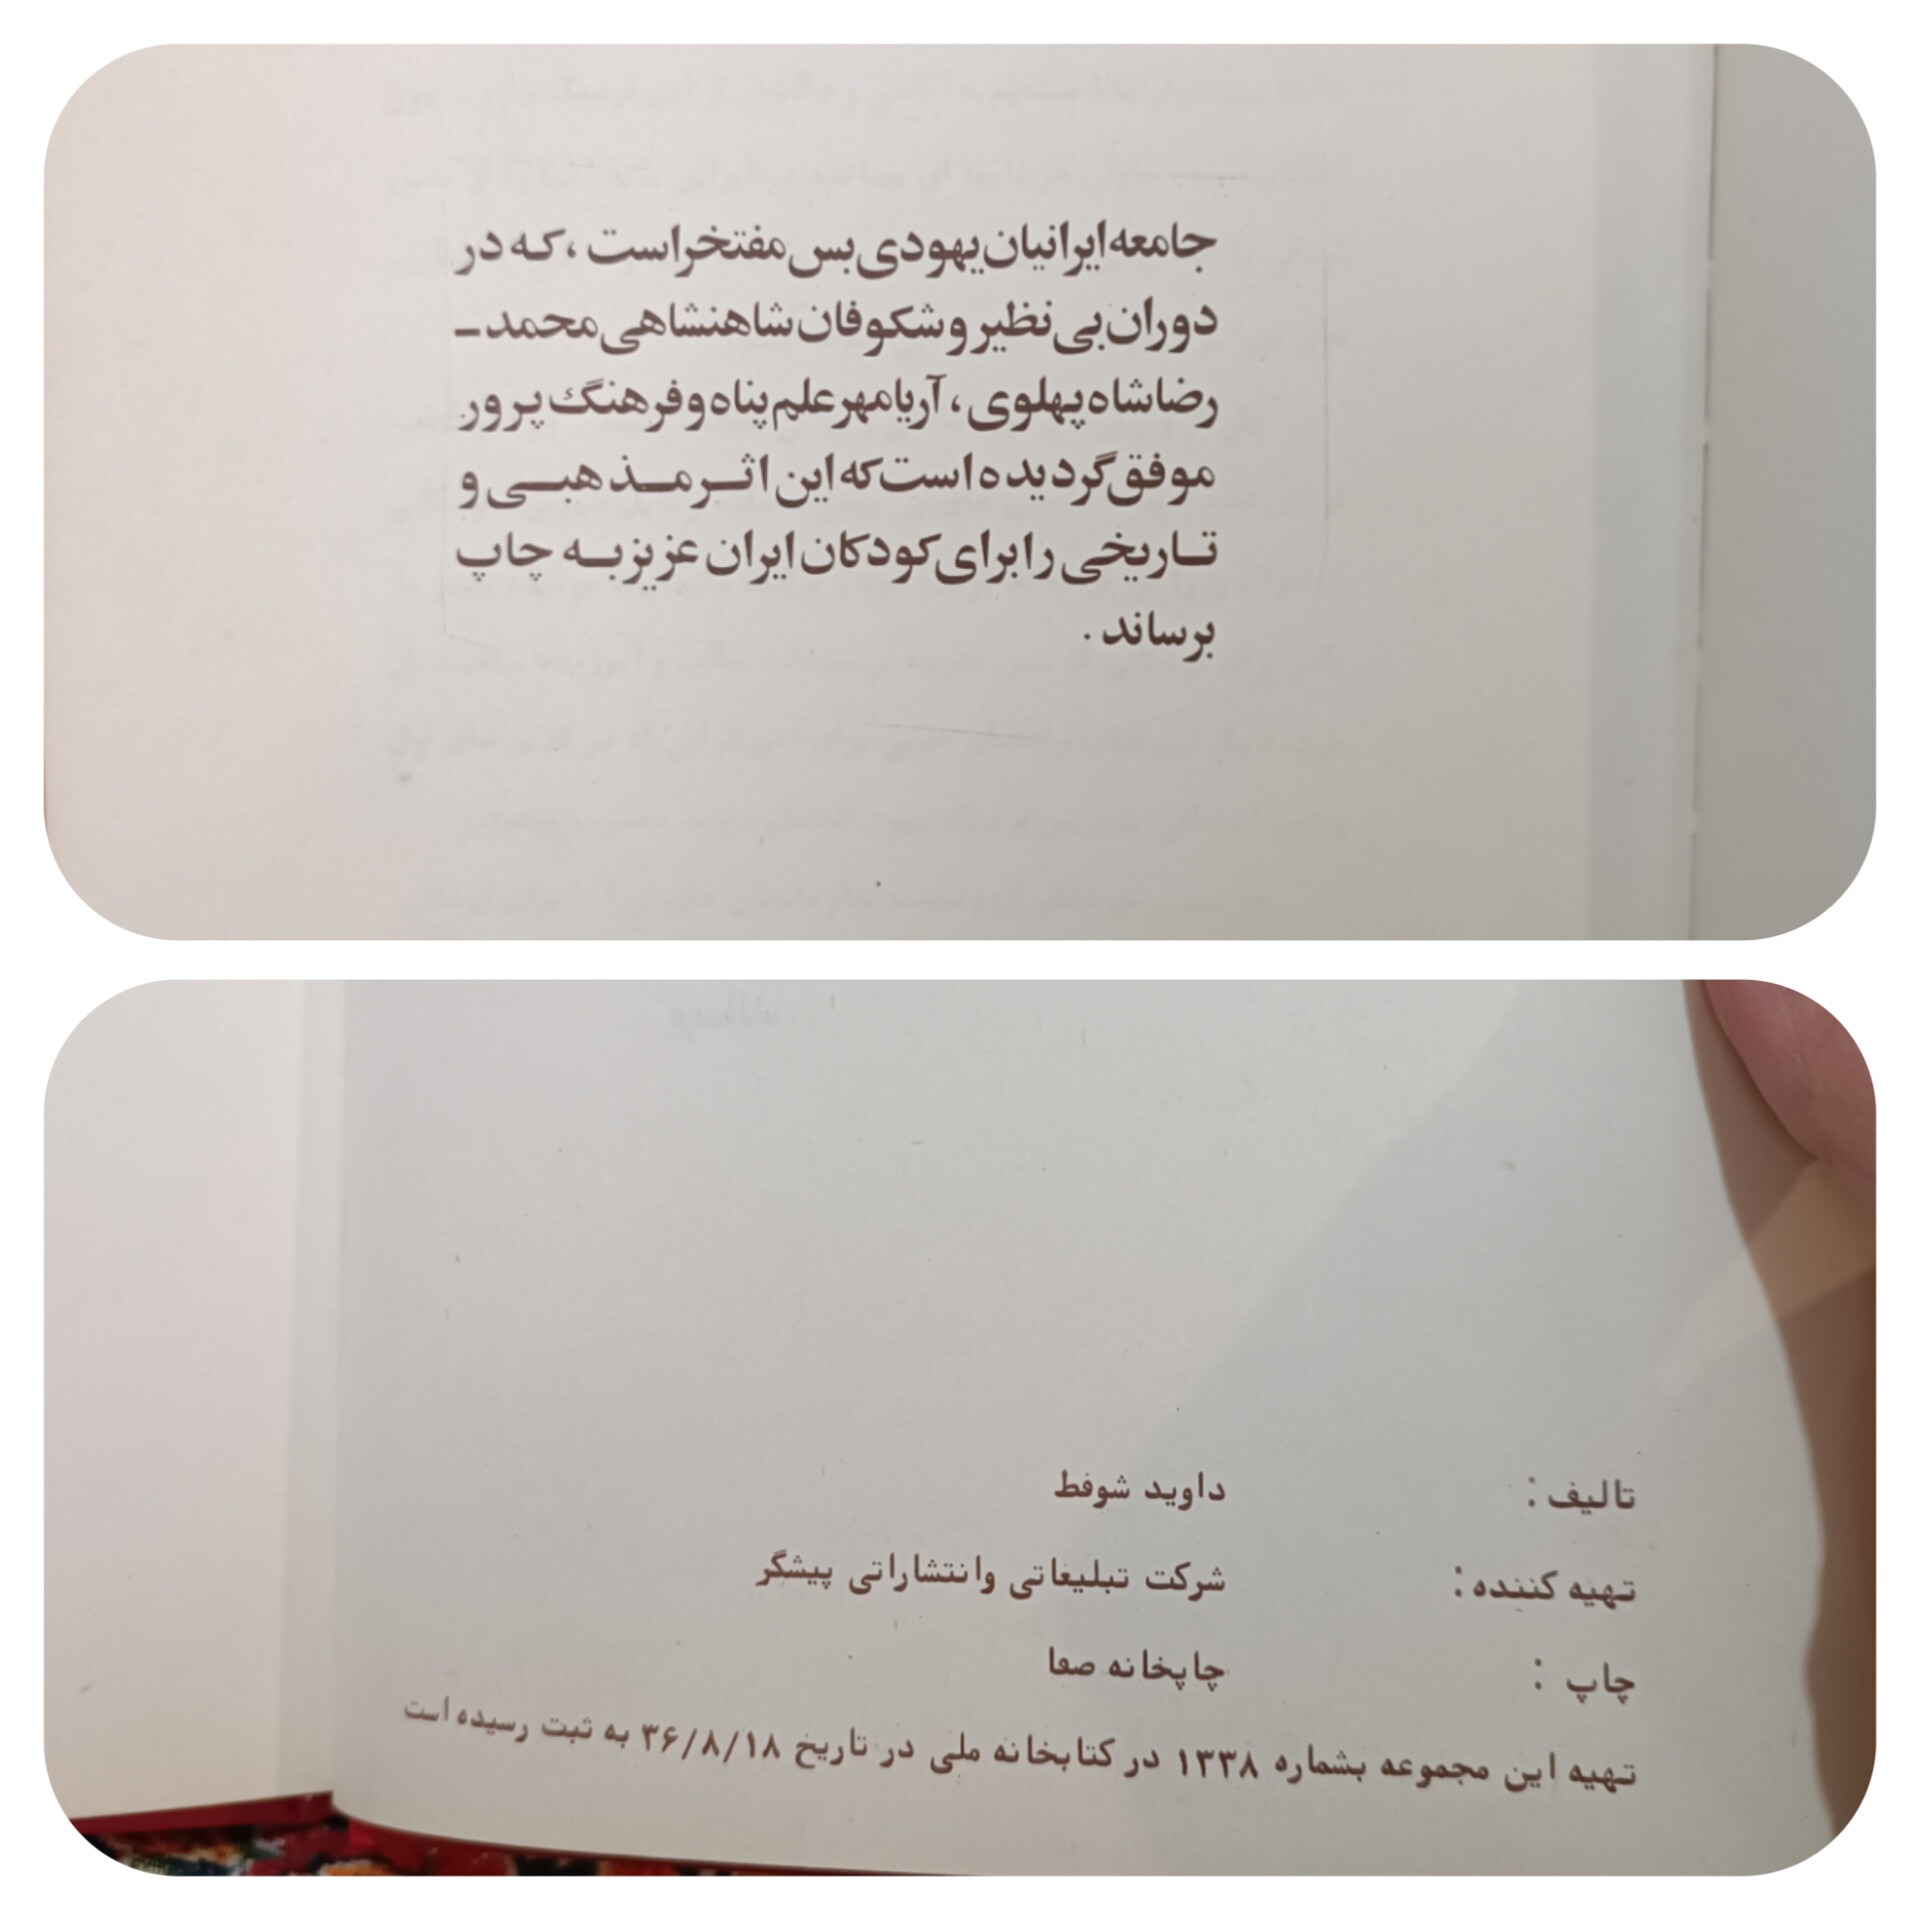 جامعه ایرانیان یهودی بس مفتخر است ، که در
دوران بی نظیر و شکوفان شاهنشاهی محمد ـ
رضا شاه پهلوی ، آریامهر علم پناه و فرهنگ پرور
موفق گردیده است که این اثر مذهبی و
تاریخی را برای کودکان ایران عزیز به چاپ
برساند .
تالیف : داوید شوفط
تهیه کننده : شرکت تبلیغاتی وانتشاراتی پیشگر
چاپ : چاپخانه صفا
تهیه این مجموعه بشماره ۱۳۳۸ در کتابخانه ملی در تاریخ ۳۶/۸/۱۸ به ثبت رسیده است